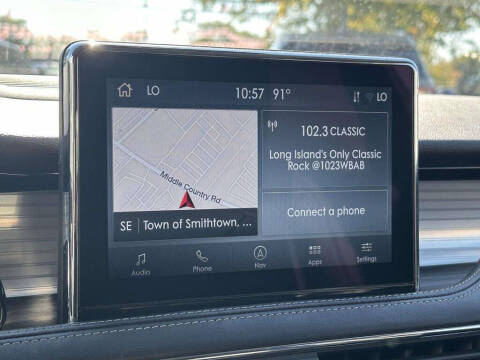 LO
10:57 91°
LO
Middle Country Rd
SE | Town of Smithtown, ...
102.3 CLASSIC
Long Island's Only Classic
Rock @1023WBAB
Connect a phone
Audio
Phone
Nav
Apps
Settings